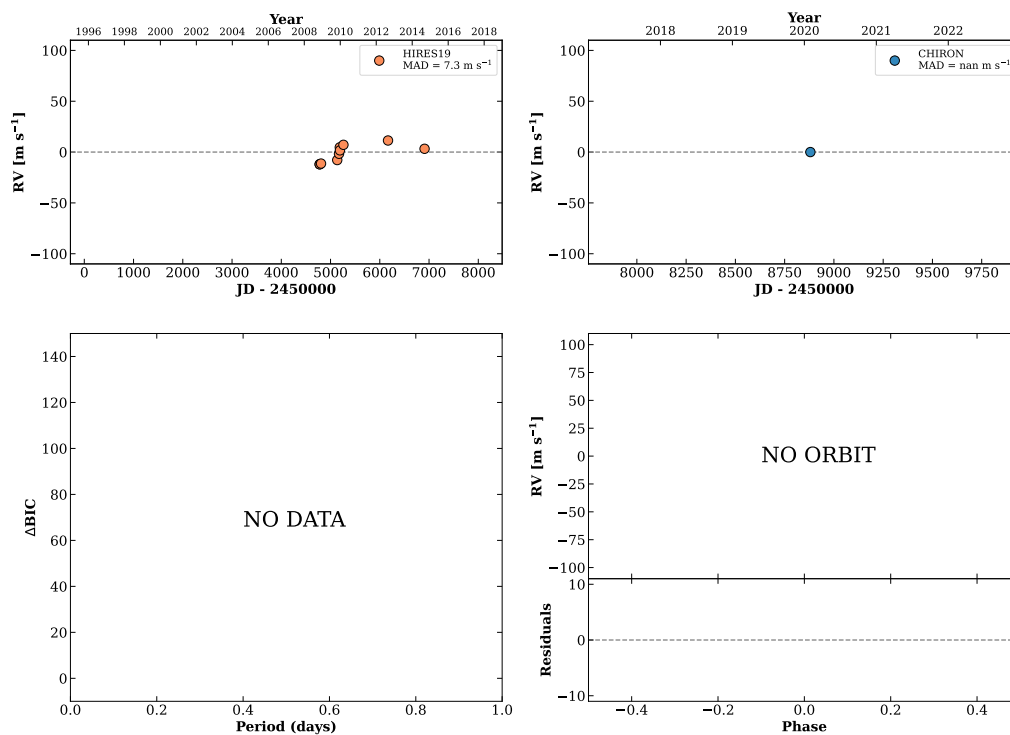 Year
1996 1998 2000 2002 2004 2006 2008 2010 2012 2014 2016 2018
HIRES19
MAD = 7.3 m s⁻¹
RV [m s⁻¹]
100
50
0
−50
−100
0 1000 2000 3000 4000 5000 6000 7000 8000
JD - 2450000
Year
2018 2019 2020 2021 2022
CHIRON
MAD = nan m s⁻¹
RV [m s⁻¹]
100
50
0
−50
−100
8000 8250 8500 8750 9000 9250 9500 9750
JD - 2450000
ΔBIC
140
120
100
80
60
40
20
0
NO DATA
0.0 0.2 0.4 0.6 0.8 1.0
Period (days)
RV [m s⁻¹]
100
75
50
25
0
−25
−50
−75
−100
NO ORBIT
Residuals
10
0
−10
−0.4 −0.2 0.0 0.2 0.4
Phase